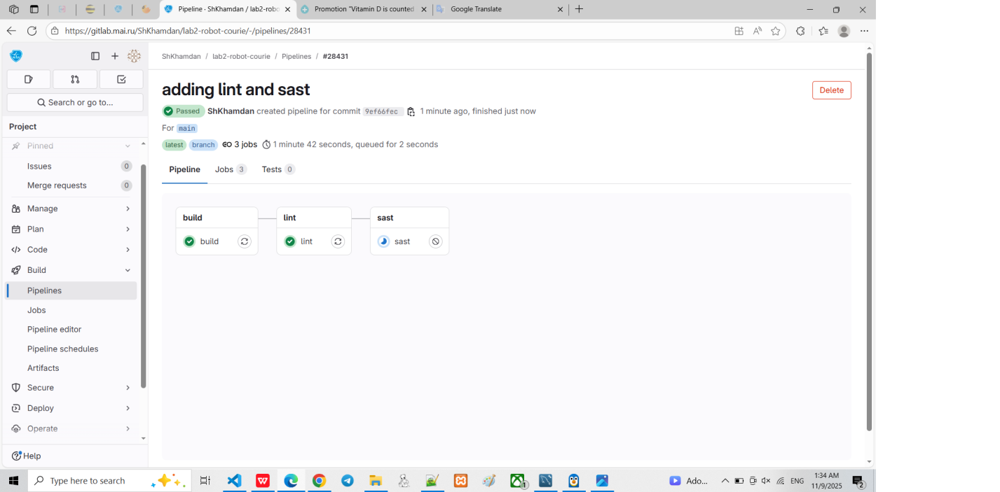 Pipeline · ShKhamdan / lab2-robo
Promotion "Vitamin D is counted
Google Translate
https://gitlab.mai.ru/ShKhamdan/lab2-robot-courie/-/pipelines/28431
ShKhamdan / lab2-robot-courie / Pipelines / #28431
Search or go to...
Project
Pinned
Issues 0
Merge requests 0
Manage
Plan
Code
Build
Pipelines
Jobs
Pipeline editor
Pipeline schedules
Artifacts
Secure
Deploy
Operate
Help
adding lint and sast
Delete
Passed ShKhamdan created pipeline for commit 9ef66fec 1 minute ago, finished just now
For main
latest branch 3 jobs 1 minute 42 seconds, queued for 2 seconds
Pipeline Jobs 3 Tests 0
build lint sast
build lint sast
Type here to search
1
Ado...
ENG
1:34 AM
11/9/2025
2